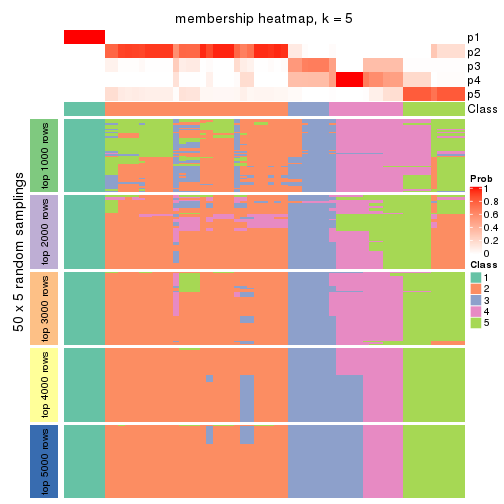 membership heatmap, k = 5
p1
p2
p3
p4
p5
Class
50 x 5 random samplings
top 1000 rows
top 2000 rows
top 3000 rows
top 4000 rows
top 5000 rows
Prob
1
0.8
0.6
0.4
0.2
0
Class
1
2
3
4
5